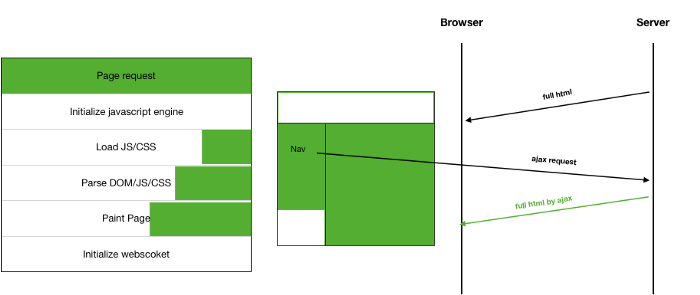 Browser
Server
Page request
Initialize javascript engine
Load JS/CSS
Parse DOM/JS/CSS
Paint Page
Initialize webscoket
Nav
full html
ajax request
full html by ajax